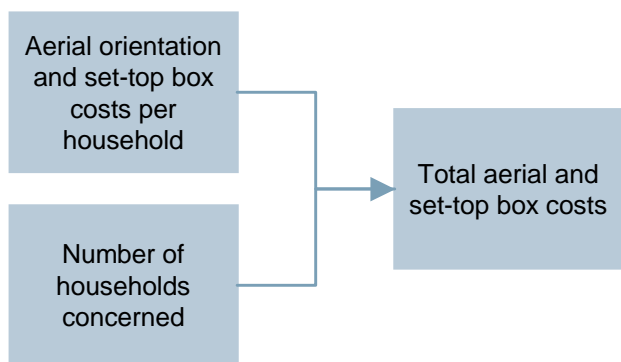 Aerial orientation
and set-top box
costs per
household
Number of
households
concerned
Total aerial and
set-top box costs